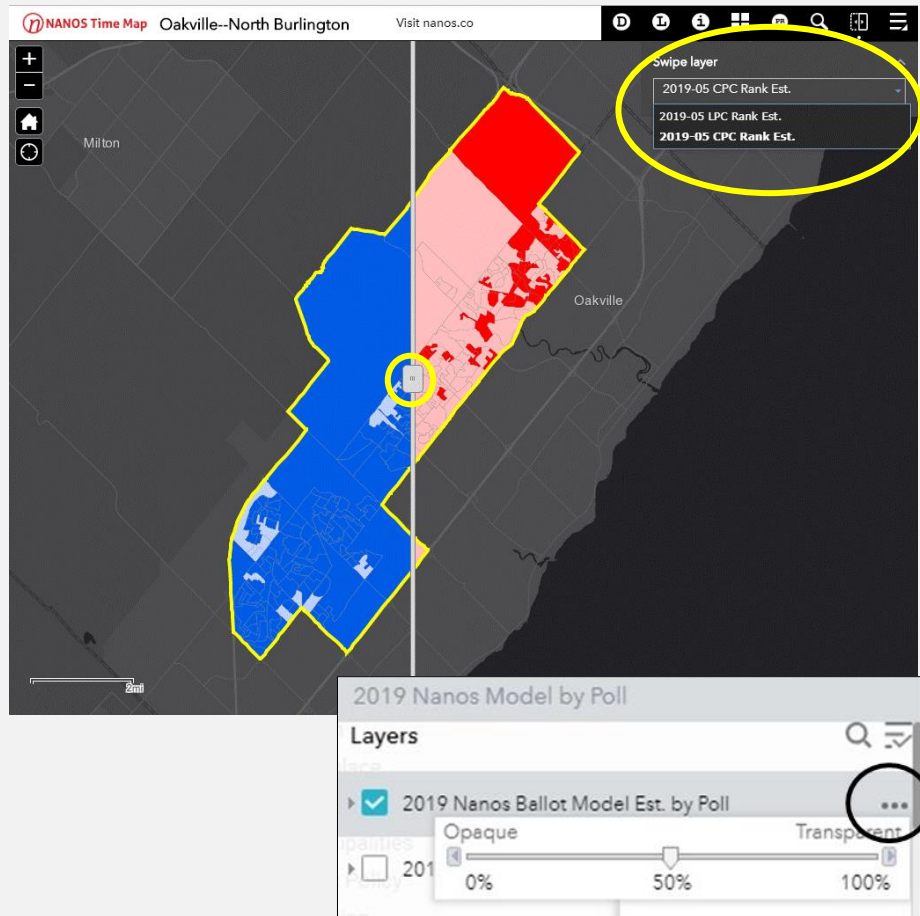 NANOS Time Map Oakville--North Burlington Visit nanos.co
D L i PB
Swipe layer
2019-05 CPC Rank Est.
2019-05 LPC Rank Est.
2019-05 CPC Rank Est.
Milton
Oakville
2mi
2019 Nanos Model by Poll
Layers
2019 Nanos Ballot Model Est. by Poll
Opaque Transparent
201
0% 50% 100%